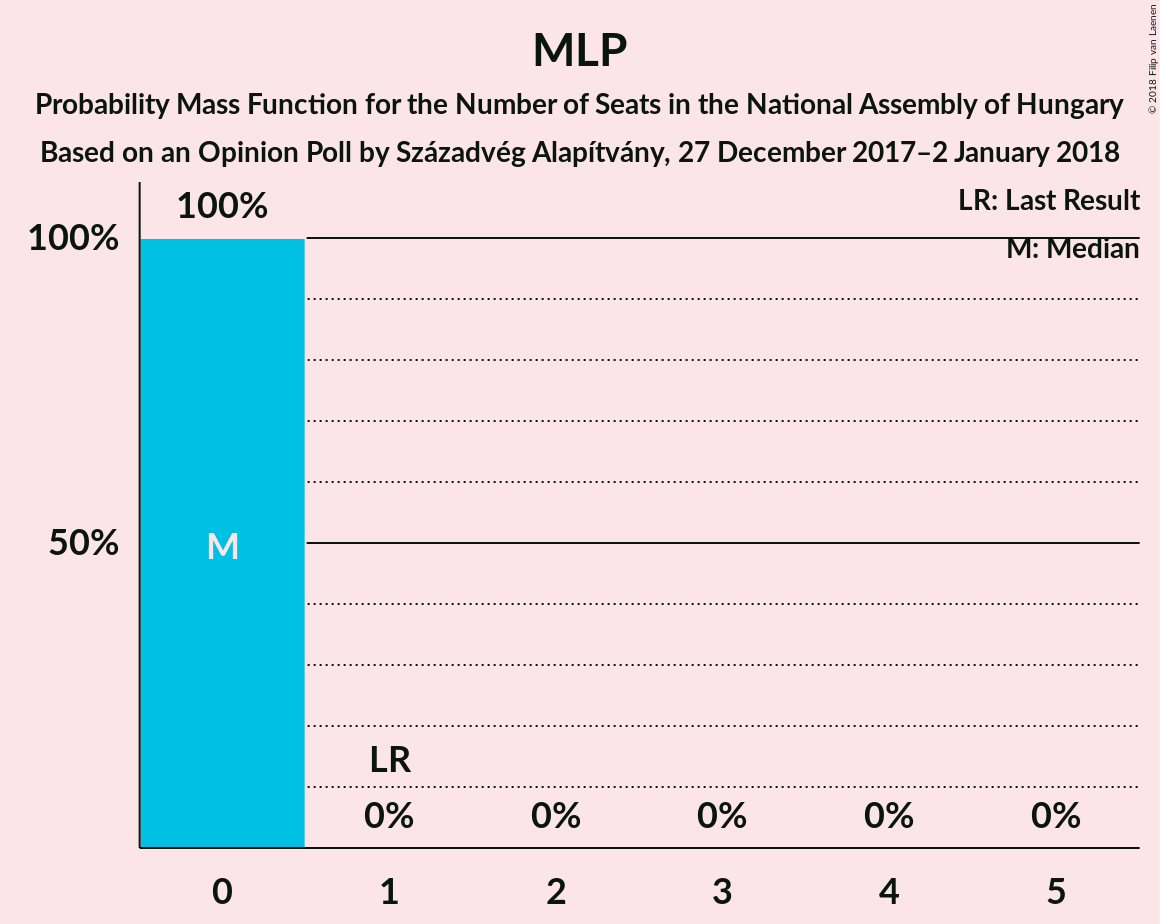 MLP
Probability Mass Function for the Number of Seats in the National Assembly of Hungary
Based on an Opinion Poll by Századvég Alapítvány, 27 December 2017–2 January 2018
© 2018 Filip van Laenen
LR: Last Result
M: Median
100%
100%
50%
M
LR
0%
0%
0%
0%
0%
0
1
2
3
4
5